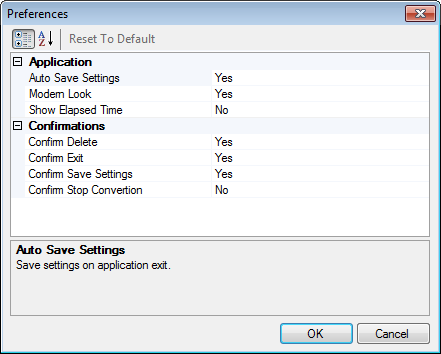 Preferences
A Z Reset To Default
Application
Auto Save Settings Yes
Modern Look Yes
Show Elapsed Time No
Confirmations
Confirm Delete Yes
Confirm Exit Yes
Confirm Save Settings Yes
Confirm Stop Convertion No
Auto Save Settings
Save settings on application exit.
OK Cancel